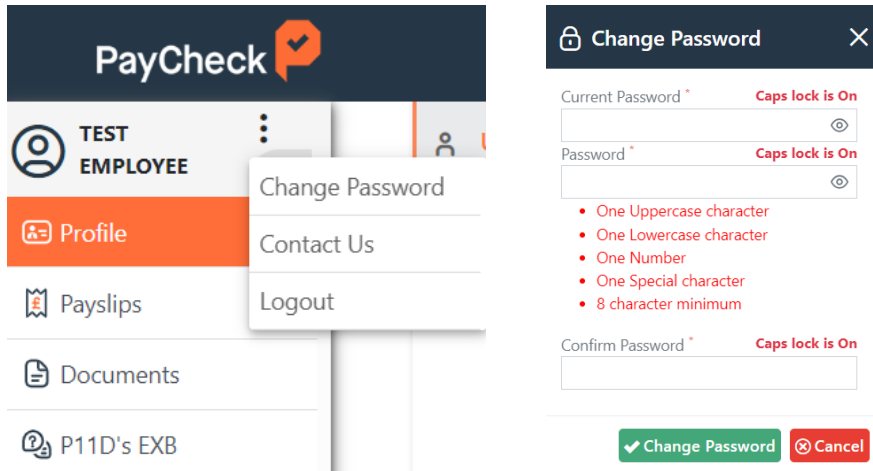 PayCheck
TEST
EMPLOYEE
Change Password
Contact Us
Logout
Profile
Payslips
Documents
P11D's EXB
Change Password
Current Password * Caps lock is On
Password * Caps lock is On
One Uppercase character
One Lowercase character
One Number
One Special character
8 character minimum
Confirm Password * Caps lock is On
Change Password
Cancel